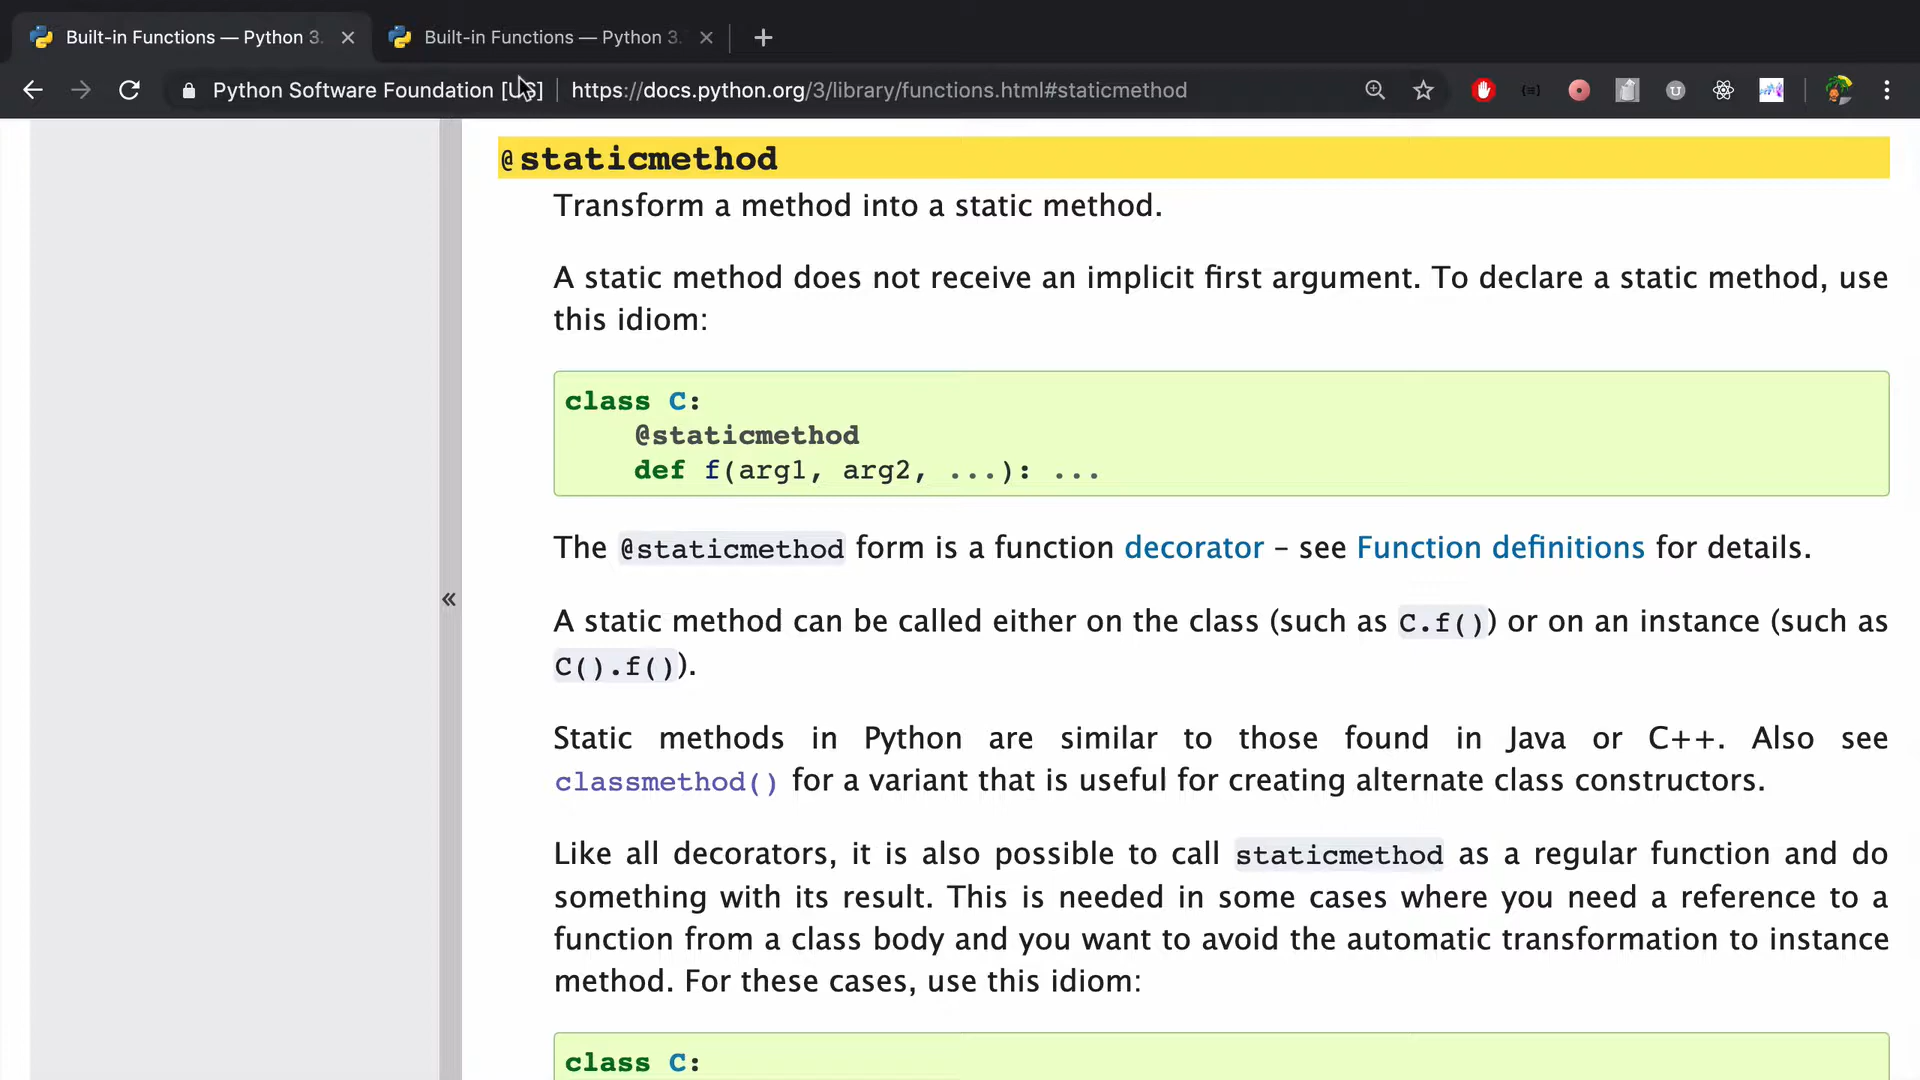 Built-in Functions — Python 3.
Built-in Functions — Python 3.
Python Software Foundation [US] https://docs.python.org/3/library/functions.html#staticmethod
@staticmethod
Transform a method into a static method.
A static method does not receive an implicit first argument. To declare a static method, use
this idiom:
class C:
@staticmethod
def f(arg1, arg2, ...): ...
The @staticmethod form is a function decorator – see Function definitions for details.
A static method can be called either on the class (such as C.f()) or on an instance (such as
C().f()).
Static methods in Python are similar to those found in Java or C++. Also see
classmethod() for a variant that is useful for creating alternate class constructors.
Like all decorators, it is also possible to call staticmethod as a regular function and do
something with its result. This is needed in some cases where you need a reference to a
function from a class body and you want to avoid the automatic transformation to instance
method. For these cases, use this idiom:
class C: